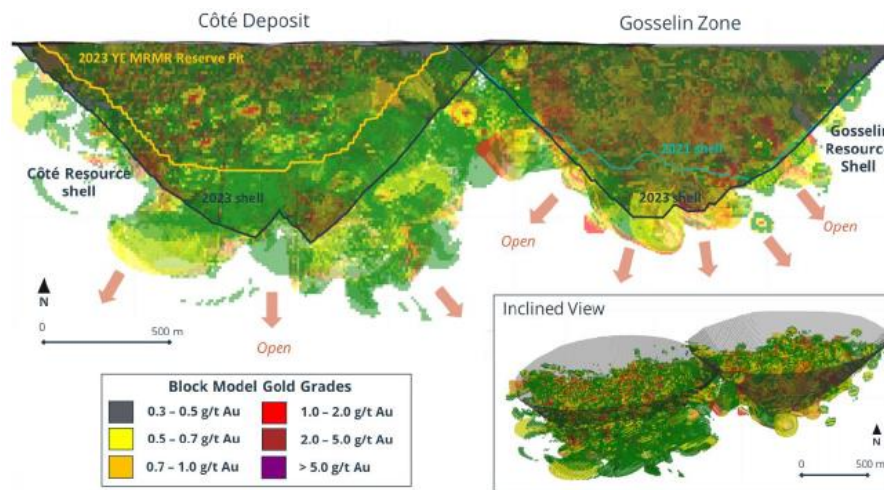 Côté Deposit
Gosselin Zone
2023 YE MRMR Reserve Pit
Côté Resource
shell
2023 shell
2021 shell
2023 shell
Gosselin
Resource
Shell
Open
Open
Open
N
0 500 m
Inclined View
N
0 500 m
Block Model Gold Grades
0.3 – 0.5 g/t Au
1.0 – 2.0 g/t Au
0.5 – 0.7 g/t Au
2.0 – 5.0 g/t Au
0.7 – 1.0 g/t Au
> 5.0 g/t Au